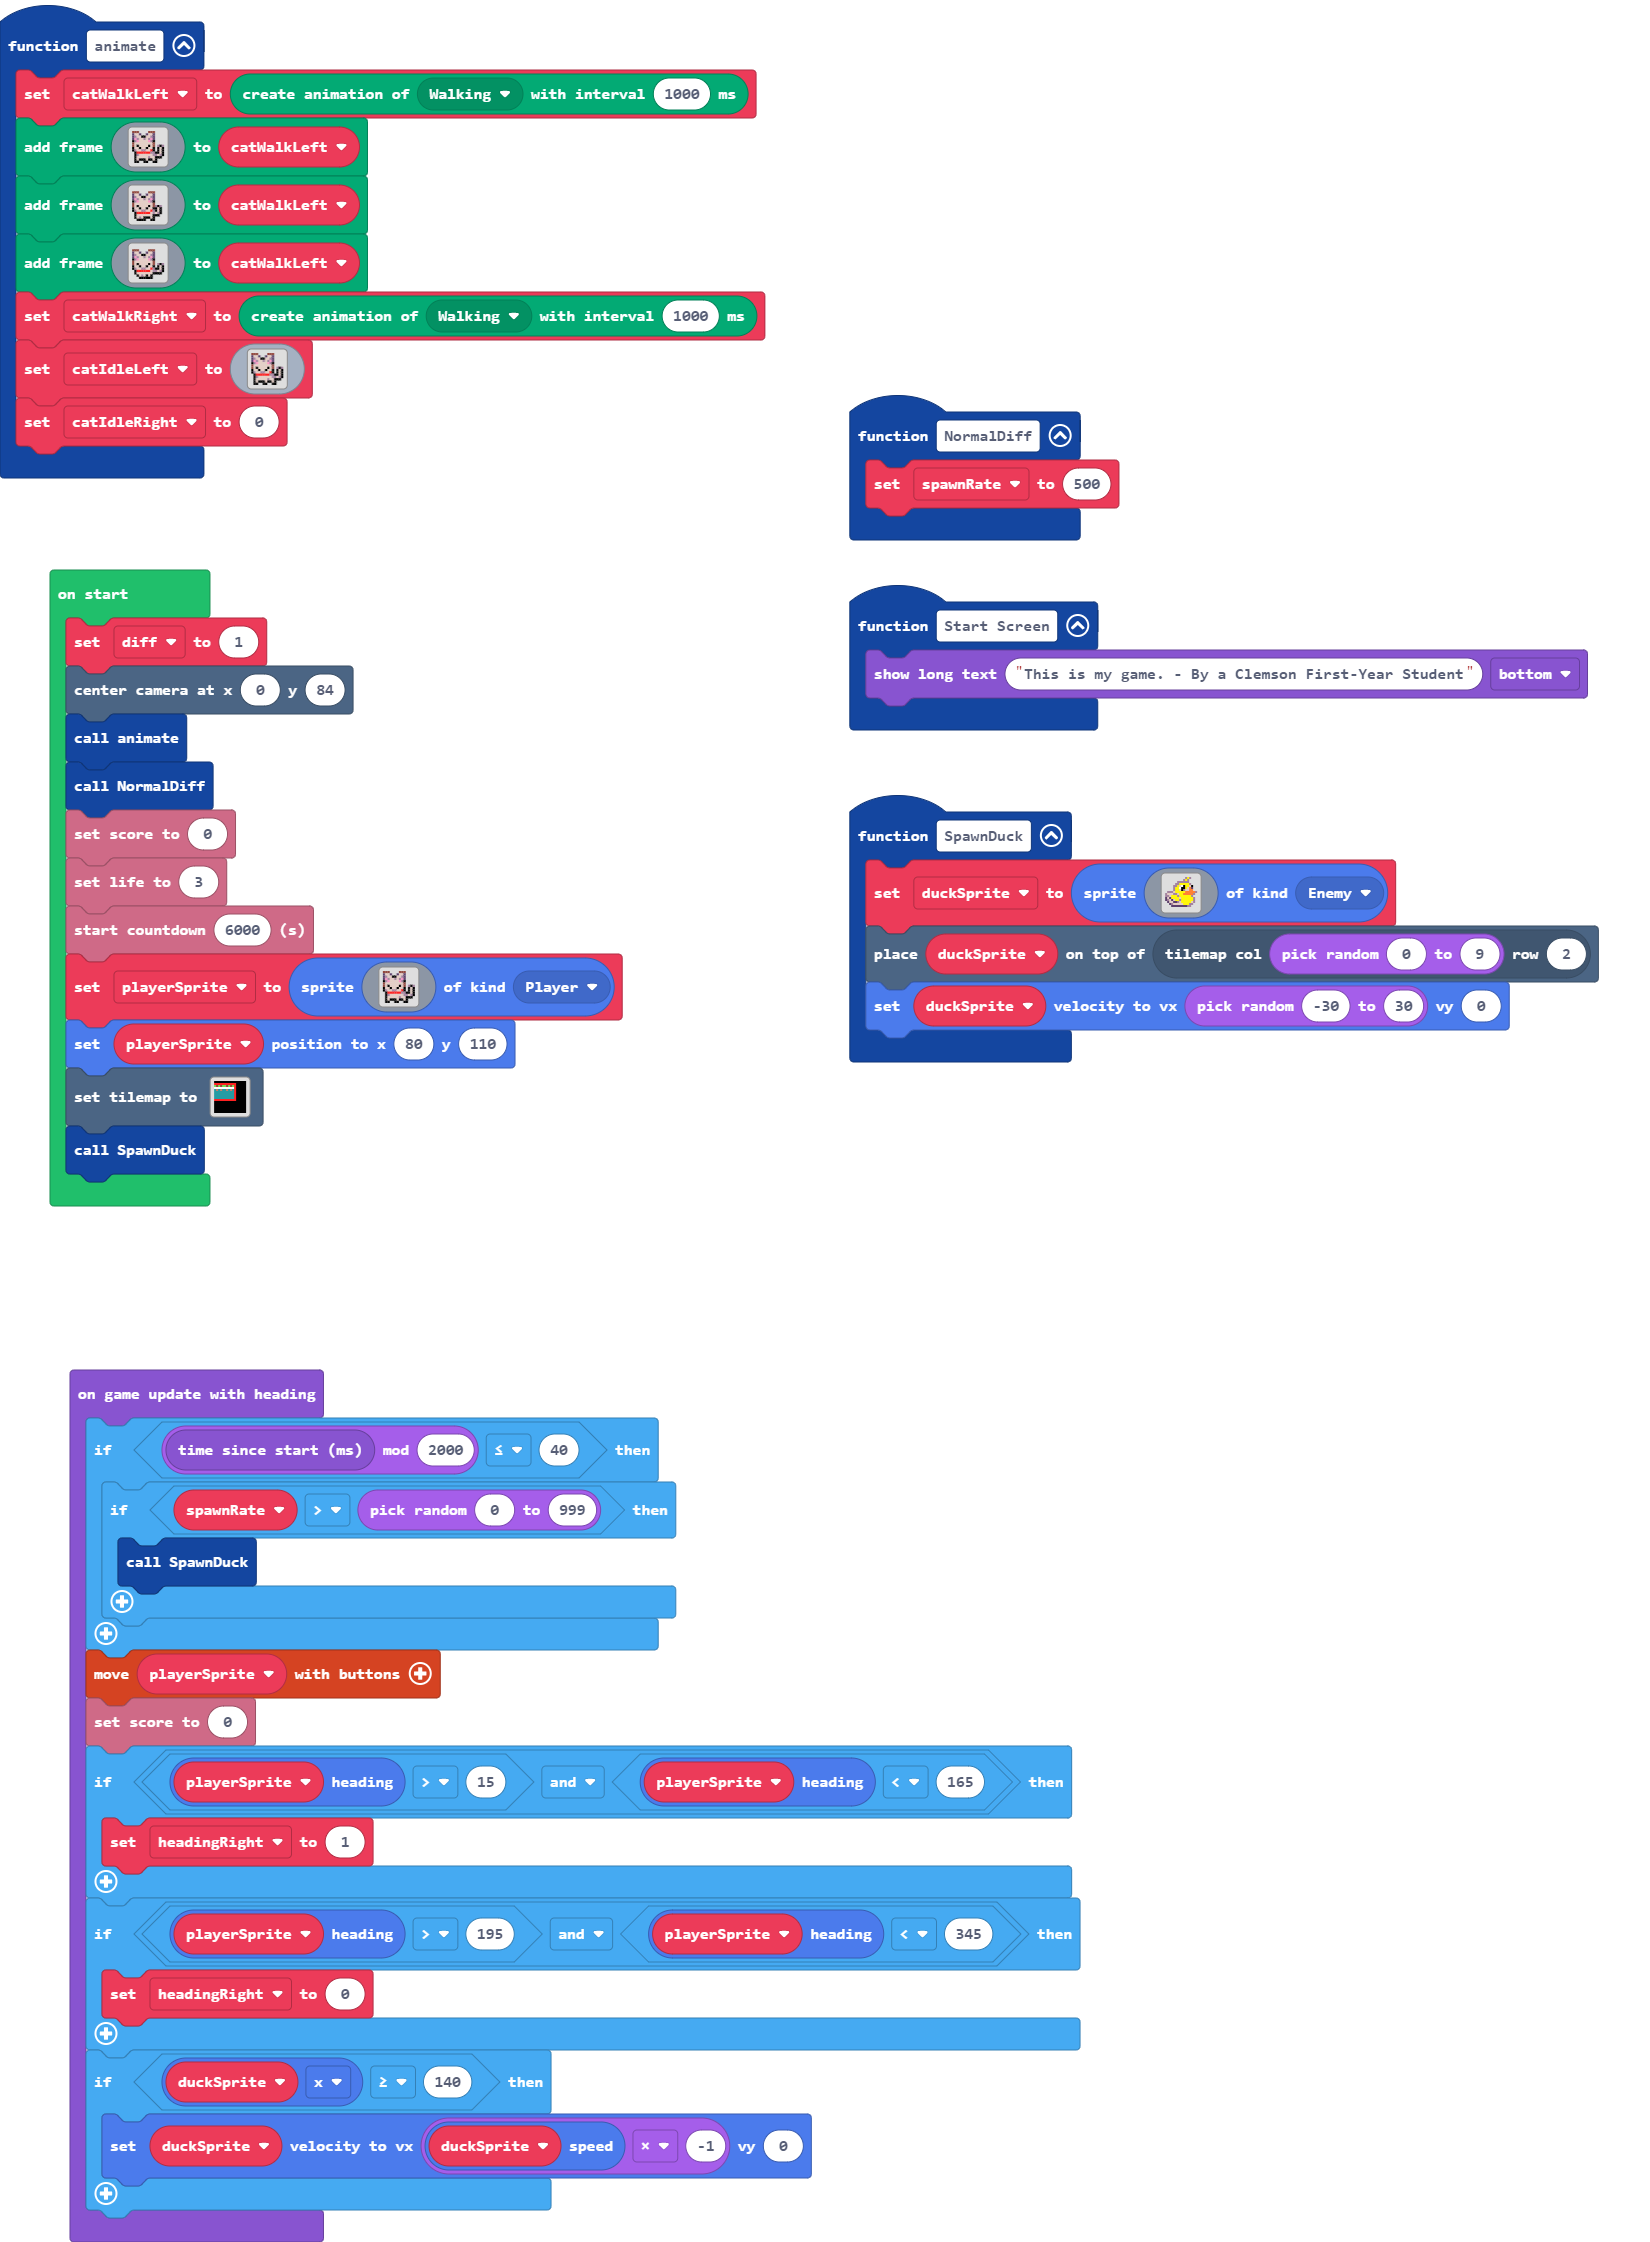 function animate
set catWalkLeft to create animation of Walking with interval 1000 ms
add frame to catWalkLeft
add frame to catWalkLeft
add frame to catWalkLeft
set catWalkRight to create animation of Walking with interval 1000 ms
set catIdleLeft to
set catIdleRight to 0
function NormalDiff
set spawnRate to 500
on start
set diff to 1
center camera at x 0 y 84
call animate
call NormalDiff
set score to 0
set life to 3
start countdown 6000 (s)
set playerSprite to sprite of kind Player
set playerSprite position to x 80 y 110
set tilemap to
call SpawnDuck
function Start Screen
show long text "This is my game. - By a Clemson First-Year Student" bottom
function SpawnDuck
set duckSprite to sprite of kind Enemy
place duckSprite on top of tilemap col pick random 0 to 9 row 2
set duckSprite velocity to vx pick random -30 to 30 vy 0
on game update with heading
if time since start (ms) mod 2000 ≤ 40 then
if spawnRate > pick random 0 to 999 then
call SpawnDuck
move playerSprite with buttons
set score to 0
if playerSprite heading > 15 and playerSprite heading < 165 then
set headingRight to 1
if playerSprite heading > 195 and playerSprite heading < 345 then
set headingRight to 0
if duckSprite x ≥ 140 then
set duckSprite velocity to vx duckSprite speed × -1 vy 0